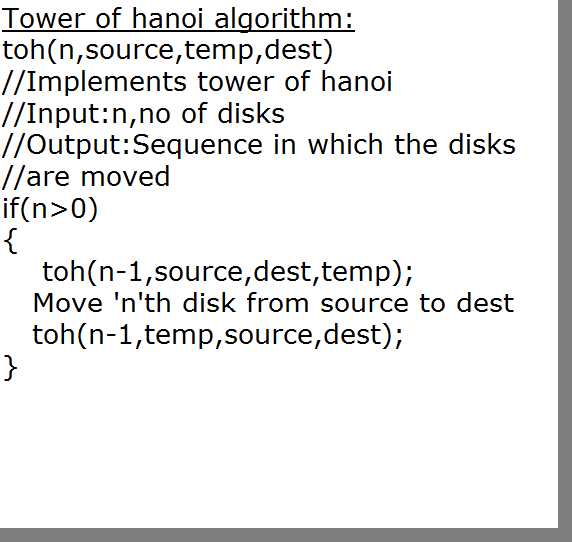 Tower of hanoi algorithm:
toh(n,source,temp,dest)
//Implements tower of hanoi
//Input:n,no of disks
//Output:Sequence in which the disks
//are moved
if(n>0)
{
toh(n-1,source,dest,temp);
Move 'n'th disk from source to dest
toh(n-1,temp,source,dest);
}